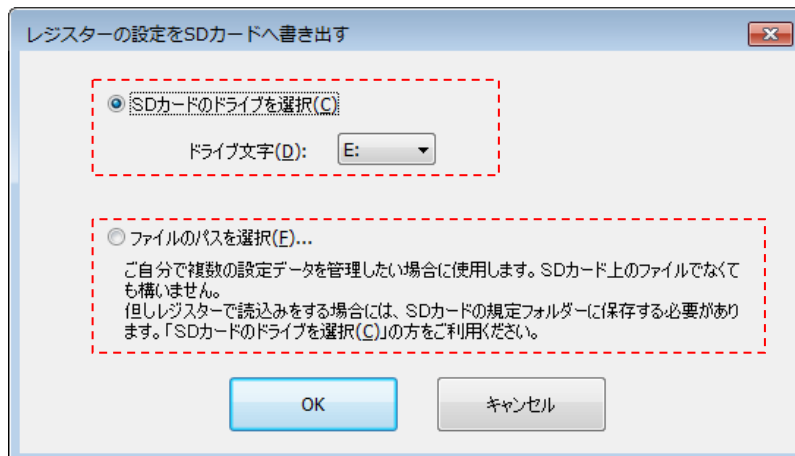 レジスターの設定をSDカードへ書き出す
SDカードのドライブを選択(C)
ドライブ文字(D): E:
ファイルのパスを選択(F)...
ご自分で複数の設定データを管理したい場合に使用します。SDカード上のファイルでなくて
も構いません。
但しレジスターで読込みをする場合には、SDカードの規定フォルダーに保存する必要があり
ます。「SDカードのドライブを選択(C)」の方をご利用ください。
OK キャンセル